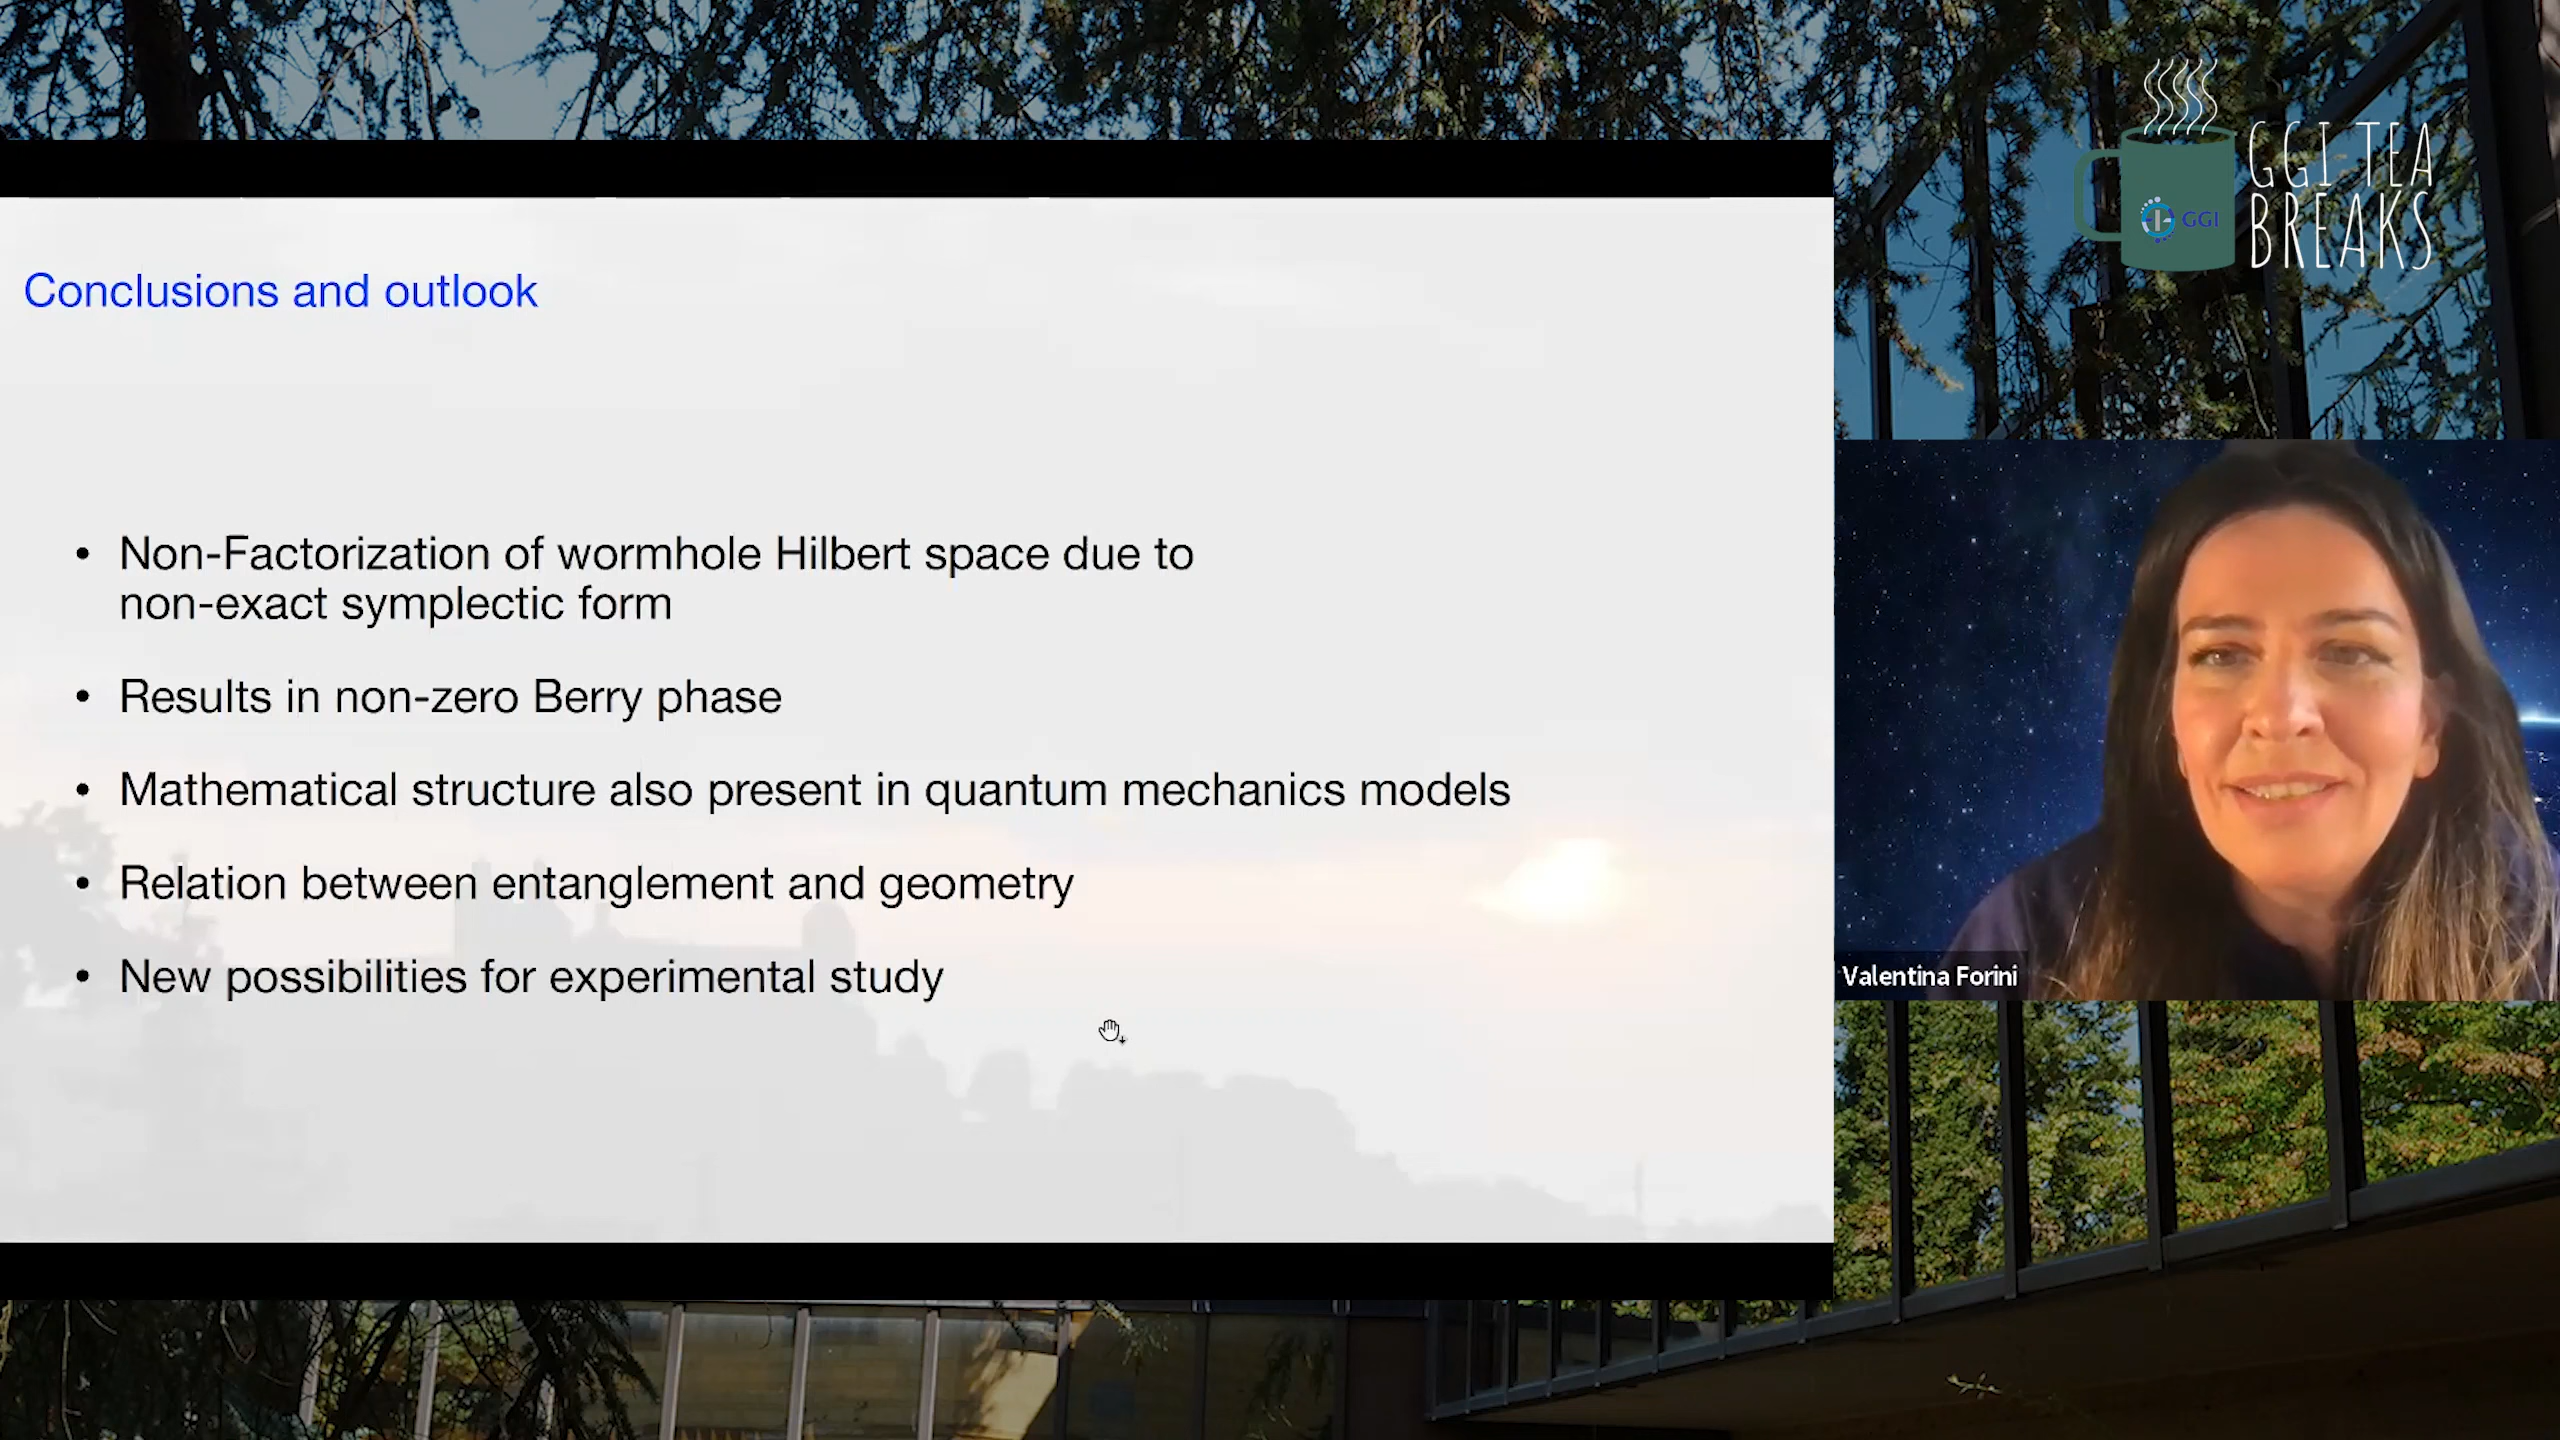 GGI TEA
BREAKS
GGI
Conclusions and outlook
• Non-Factorization of wormhole Hilbert space due to
non-exact symplectic form
• Results in non-zero Berry phase
• Mathematical structure also present in quantum mechanics models
• Relation between entanglement and geometry
• New possibilities for experimental study
Valentina Forini